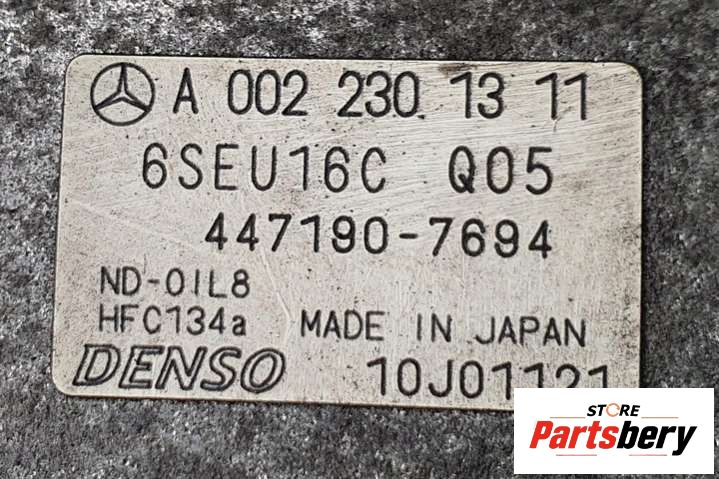 A 002 230 13 11
6SEU16C Q05
447190-7694
ND-OIL8
HFC134a MADE IN JAPAN
DENSO 10J01121
STORE
Partsbery